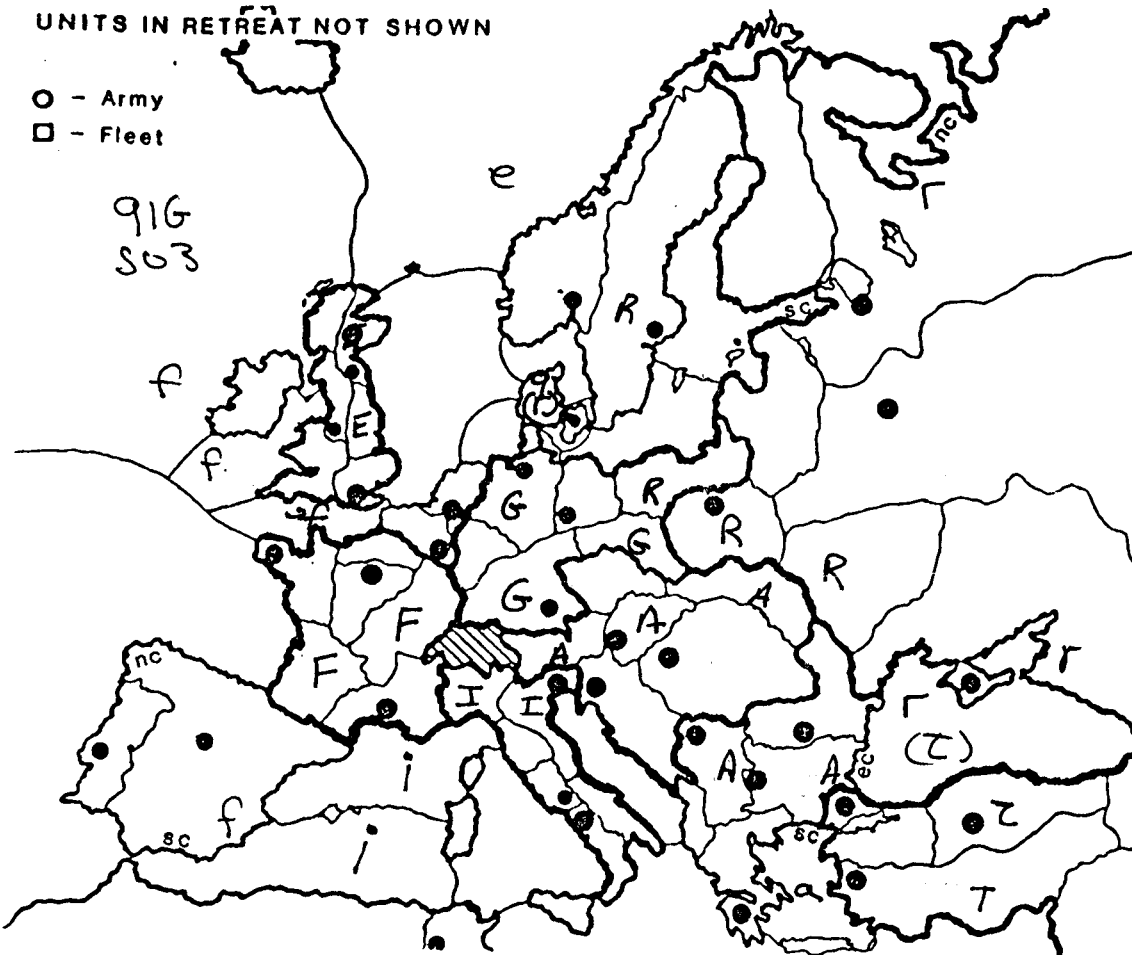 UNITS IN RETREAT NOT SHOWN
- Army
- Fleet
91G
S03
e
nc
r
R
sc
f
E
f
G
R
G
R
R
G
A
A
F
F
A
I
I
nc
r
r
(τ)
ec
i
A
A
f
sc
i
τ
sc
a
T